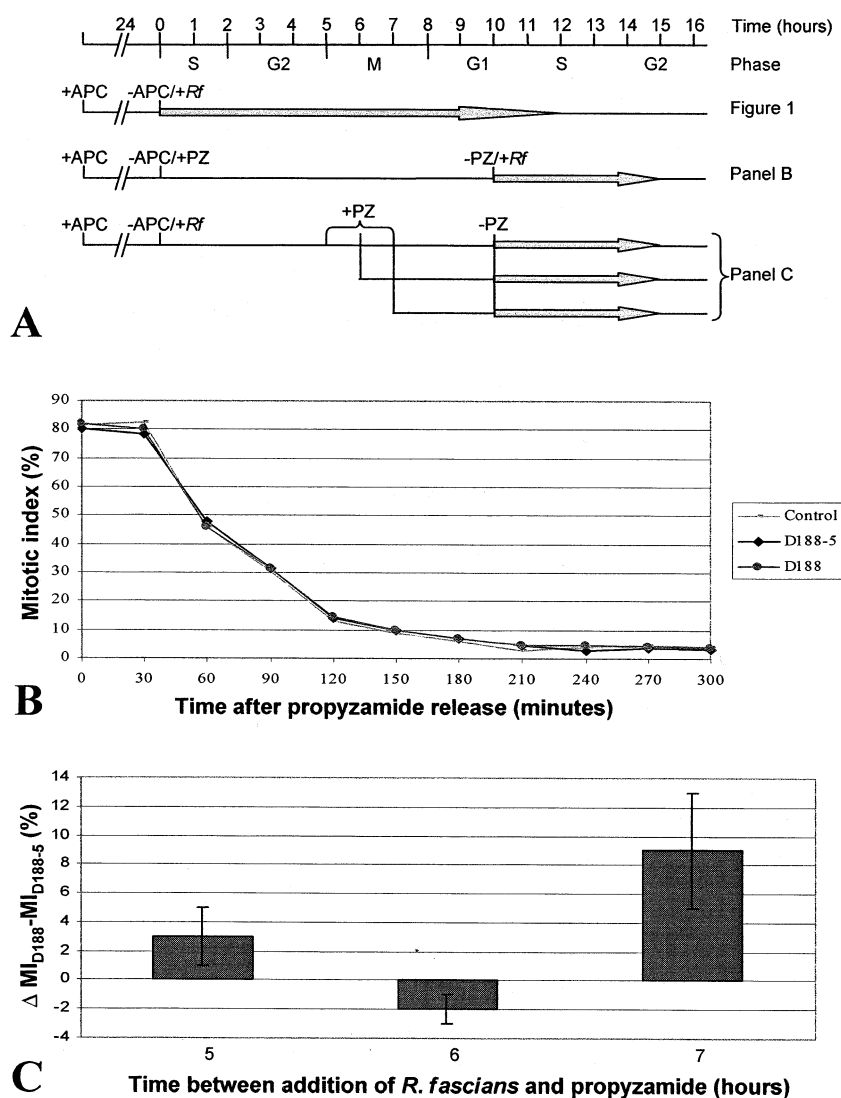 24 0 1 2 3 4 5 6 7 8 9 10 11 12 13 14 15 16 Time (hours)
S G2 M G1 S G2 Phase
+APC -APC/+Rf Figure 1
+APC -APC/+PZ -PZ/+Rf Panel B
+APC -APC/+Rf +PZ -PZ
Panel C
A
90
80
70
60
50
40
30
20
10
0
Mitotic index (%)
Control
D188-5
D188
0 30 60 90 120 150 180 210 240 270 300
Time after propyzamide release (minutes)
B
14
12
10
8
6
4
2
0
-2
-4
Δ MI D188-MI D188-5 (%)
5 6 7
Time between addition of R. fascians and propyzamide (hours)
C